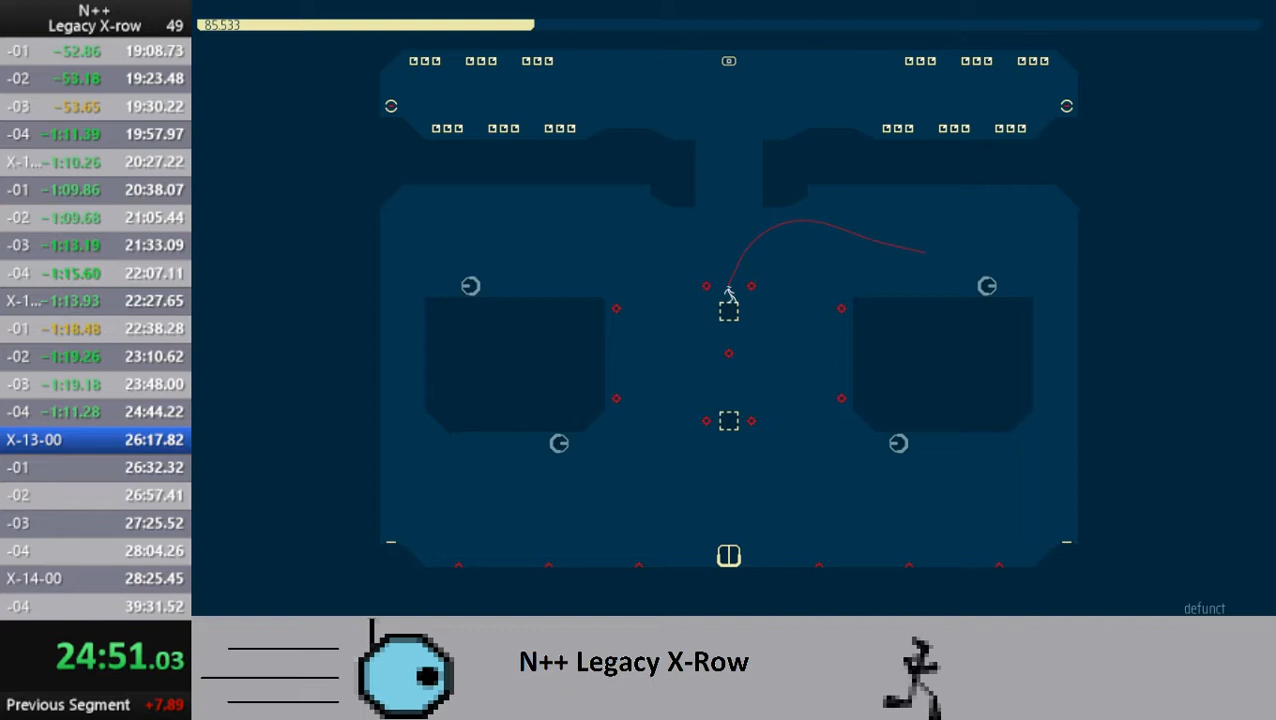 N++
Legacy X-row 49
-01 -52.86 19:08.73
-02 -53.18 19:23.48
-03 -53.65 19:30.22
-04 -1:11.39 19:57.97
X-1... -1:10.26 20:27.22
-01 -1:09.86 20:38.07
-02 -1:09.68 21:05.44
-03 -1:13.19 21:33.09
-04 -1:15.60 22:07.11
X-1... -1:13.93 22:27.65
-01 -1:18.48 22:38.28
-02 -1:19.26 23:10.62
-03 -1:19.18 23:48.00
-04 -1:11.28 24:44.22
X-13-00 26:17.82
-01 26:32.32
-02 26:57.41
-03 27:25.52
-04 28:04.26
X-14-00 28:25.45
-04 39:31.52
24:51.03
Previous Segment +7.89
85.533
defunct
N++ Legacy X-Row